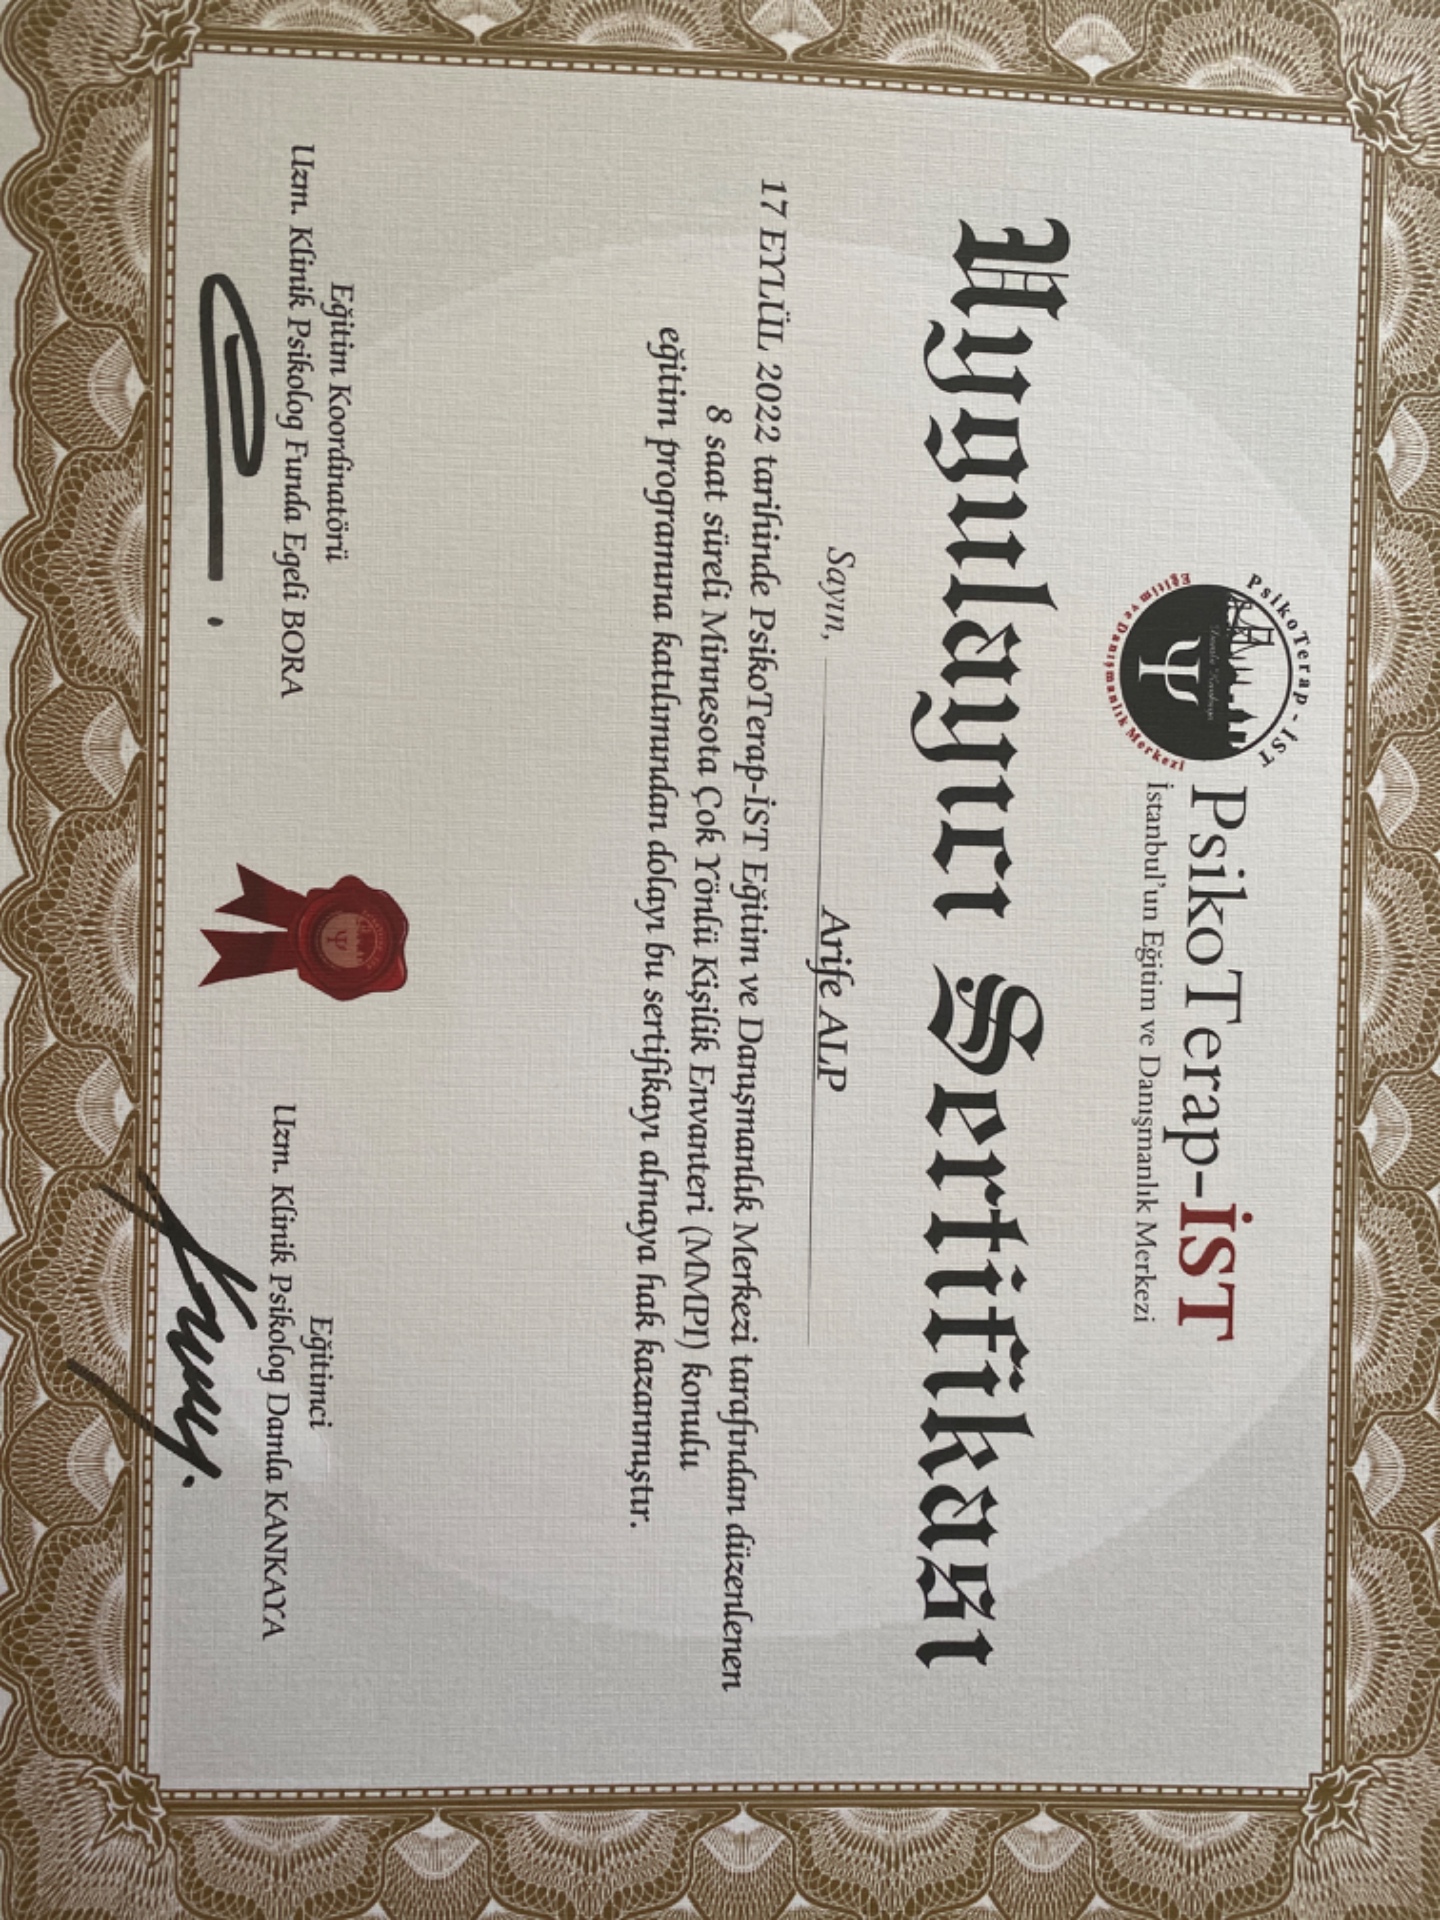 PsikoTerap - İST
Eğitim ve Danışmanlık Merkezi
PsikoTerap-İST
İstanbul'un Eğitim ve Danışmanlık Merkezi
Uygulayıcı Sertifikası
Sayın, Arife ALP
17 EYLÜL 2022 tarihinde PsikoTerap-İST Eğitim ve Danışmanlık Merkezi tarafından düzenlenen
8 saat süreli Minnesota Çok Yönlü Kişilik Envanteri (MMPI) konulu
eğitim programına katılımından dolayı bu sertifikayı almaya hak kazanmıştır.
Eğitim Koordinatörü
Uzm. Klinik Psikolog Funda Egeli BORA
Eğitimci
Uzm. Klinik Psikolog Damla KANKAYA